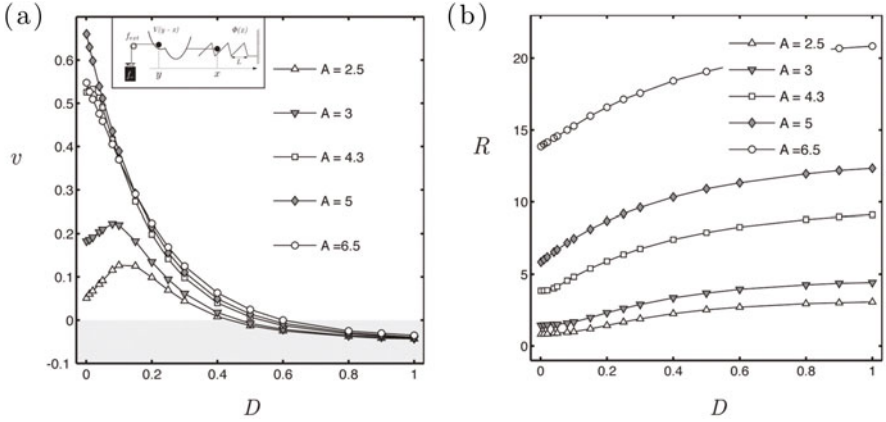 (a)
0.6
0.5
0.4
0.3
0.2
0.1
0
-0.1
v
V(y - x)
Φ(x)
f_ext
L
L
y
x
A = 2.5
A = 3
A = 4.3
A = 5
A =6.5
0
0.2
0.4
0.6
0.8
1
D
(b)
20
15
10
5
0
R
A = 2.5
A = 3
A = 4.3
A = 5
A =6.5
0
0.2
0.4
0.6
0.8
1
D